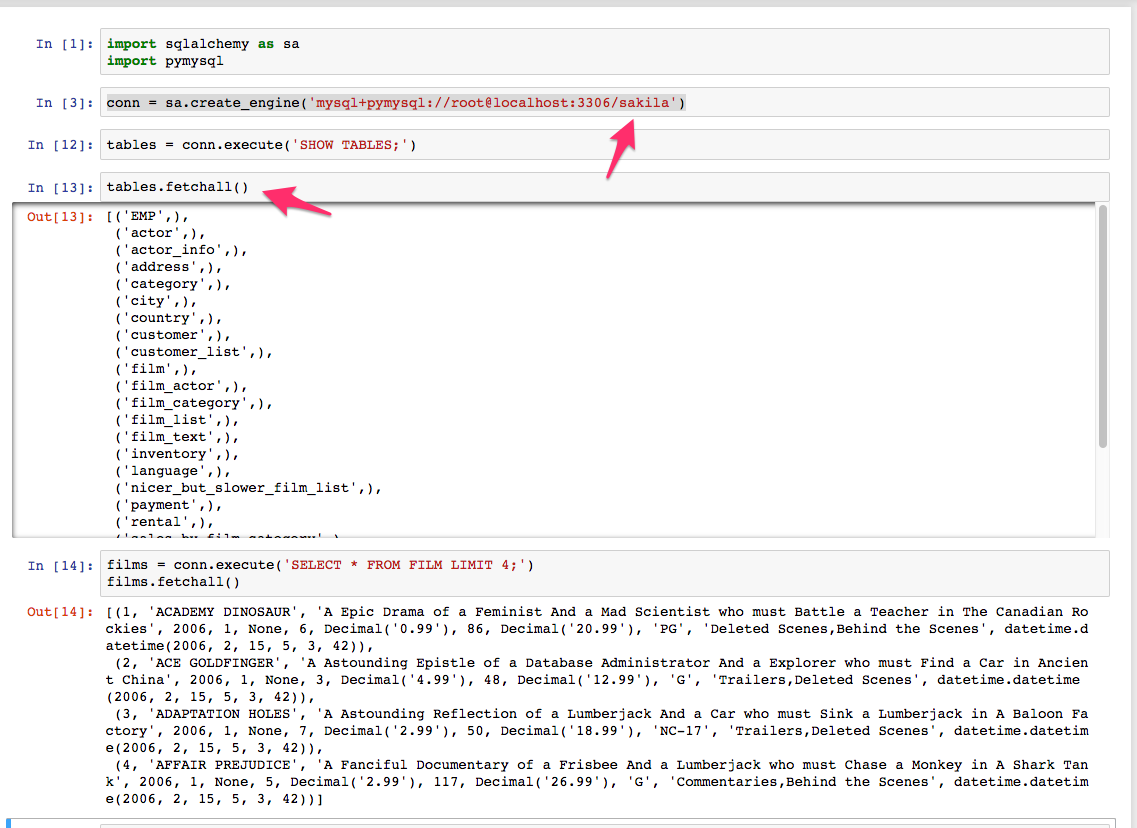 In [1]: import sqlalchemy as sa
import pymysql
In [3]: conn = sa.create_engine('mysql+pymysql://root@localhost:3306/sakila')
In [12]: tables = conn.execute('SHOW TABLES;')
In [13]: tables.fetchall()
Out[13]: [('EMP',),
('actor',),
('actor_info',),
('address',),
('category',),
('city',),
('country',),
('customer',),
('customer_list',),
('film',),
('film_actor',),
('film_category',),
('film_list',),
('film_text',),
('inventory',),
('language',),
('nicer_but_slower_film_list',),
('payment',),
('rental',),
('sales_by_film_category',),
In [14]: films = conn.execute('SELECT * FROM FILM LIMIT 4;')
films.fetchall()
Out[14]: [(1, 'ACADEMY DINOSAUR', 'A Epic Drama of a Feminist And a Mad Scientist who must Battle a Teacher in The Canadian Ro
ckies', 2006, 1, None, 6, Decimal('0.99'), 86, Decimal('20.99'), 'PG', 'Deleted Scenes,Behind the Scenes', datetime.d
atetime(2006, 2, 15, 5, 3, 42)),
(2, 'ACE GOLDFINGER', 'A Astounding Epistle of a Database Administrator And a Explorer who must Find a Car in Ancien
t China', 2006, 1, None, 3, Decimal('4.99'), 48, Decimal('12.99'), 'G', 'Trailers,Deleted Scenes', datetime.datetime
(2006, 2, 15, 5, 3, 42)),
(3, 'ADAPTATION HOLES', 'A Astounding Reflection of a Lumberjack And a Car who must Sink a Lumberjack in A Baloon Fa
ctory', 2006, 1, None, 7, Decimal('2.99'), 50, Decimal('18.99'), 'NC-17', 'Trailers,Deleted Scenes', datetime.datetim
e(2006, 2, 15, 5, 3, 42)),
(4, 'AFFAIR PREJUDICE', 'A Fanciful Documentary of a Frisbee And a Lumberjack who must Chase a Monkey in A Shark Tan
k', 2006, 1, None, 5, Decimal('2.99'), 117, Decimal('26.99'), 'G', 'Commentaries,Behind the Scenes', datetime.datetim
e(2006, 2, 15, 5, 3, 42))]